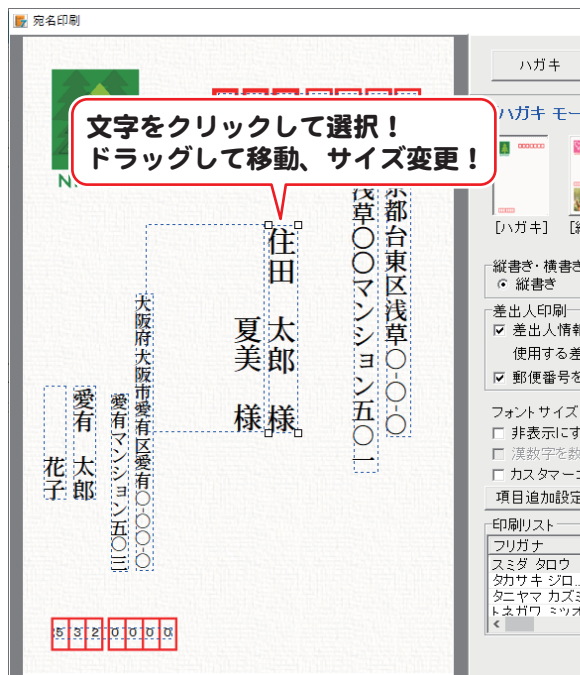 宛名印刷
文字をクリックして選択！
ドラッグして移動、サイズ変更！
都台東区浅草〇-〇-〇
浅草〇〇マンション五〇一
住田 太郎 様
夏美 様
大阪府大阪市愛有区愛有〇-〇-〇-〇
愛有マンション五〇三
愛有 太郎
花子
5320000
ハガキ
ハガキ モー
[ハガキ]
縦書き・横書き
縦書き
差出人印刷
差出人情報
使用する差
郵便番号を
フォントサイズ
非表示にす
漢数字を数
カスタマーコ
項目追加設定
印刷リスト
フリガナ
スミダ タロウ
タカサキ ジロ...
タニヤマ カズミ
トネガワ ミツオ